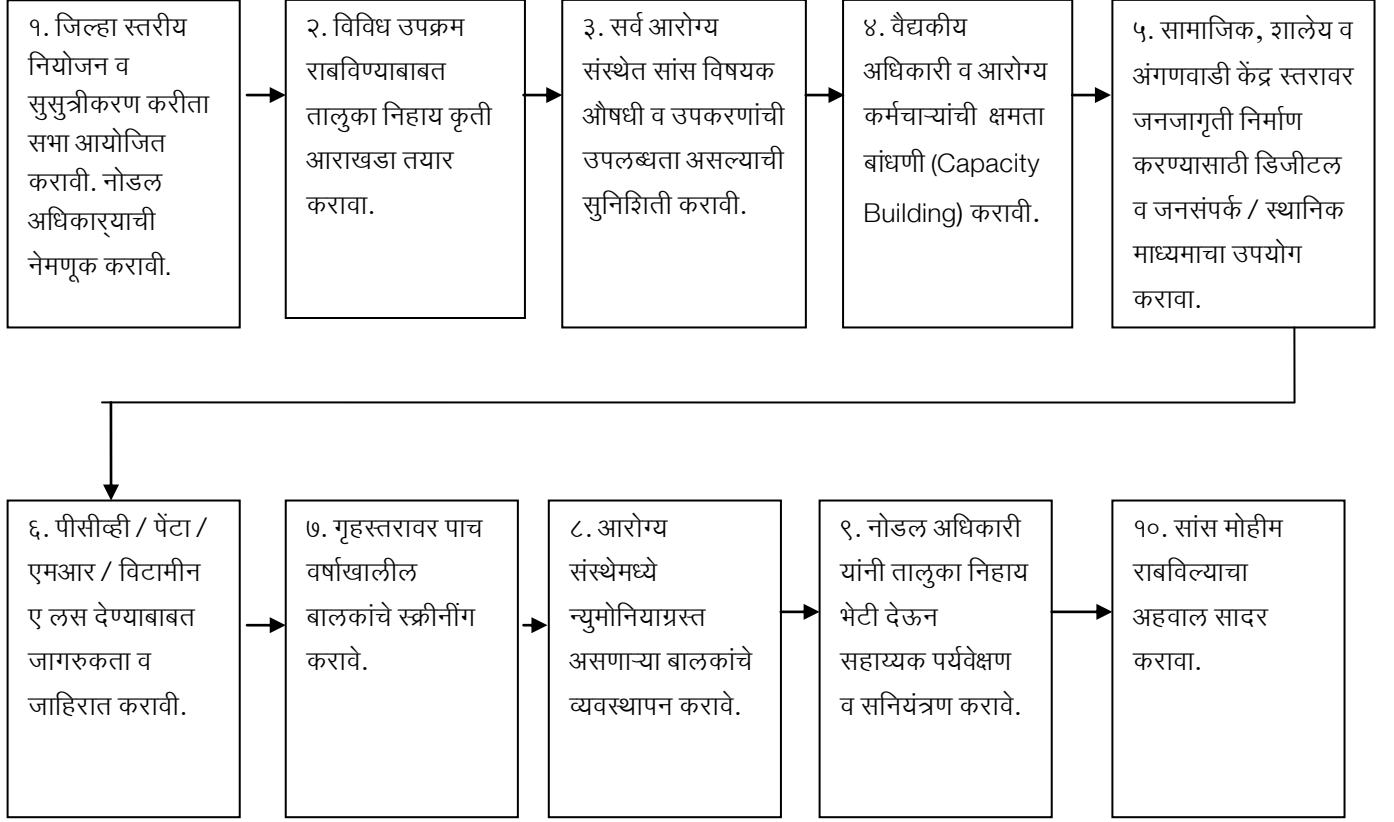 १. जिल्हा स्तरीय
नियोजन व
सुसुत्रीकरण करीता
सभा आयोजित
करावी. नोडल
अधिकार्‍याची
नेमणूक करावी.
२. विविध उपक्रम
राबविण्याबाबत
तालुका निहाय कृती
आराखडा तयार
करावा.
३. सर्व आरोग्य
संस्थेत सांस विषयक
औषधी व उपकरणांची
उपलब्धता असल्याची
सुनिशिती करावी.
४. वैद्यकीय
अधिकारी व आरोग्य
कर्मचाऱ्यांची क्षमता
बांधणी (Capacity
Building) करावी.
५. सामाजिक, शालेय व
अंगणवाडी केंद्र स्तरावर
जनजागृती निर्माण
करण्यासाठी डिजीटल
व जनसंपर्क / स्थानिक
माध्यमाचा उपयोग
करावा.
६. पीसीव्ही / पेंटा /
एमआर / विटामीन
ए लस देण्याबाबत
जागरुकता व
जाहिरात करावी.
७. गृहस्तरावर पाच
वर्षाखालील
बालकांचे स्क्रीनींग
करावे.
८. आरोग्य
संस्थेमध्ये
न्युमोनियाग्रस्त
असणाऱ्या बालकांचे
व्यवस्थापन करावे.
९. नोडल अधिकारी
यांनी तालुका निहाय
भेटी देऊन
सहाय्यक पर्यवेक्षण
व सनियंत्रण करावे.
१०. सांस मोहीम
राबविल्याचा
अहवाल सादर
करावा.